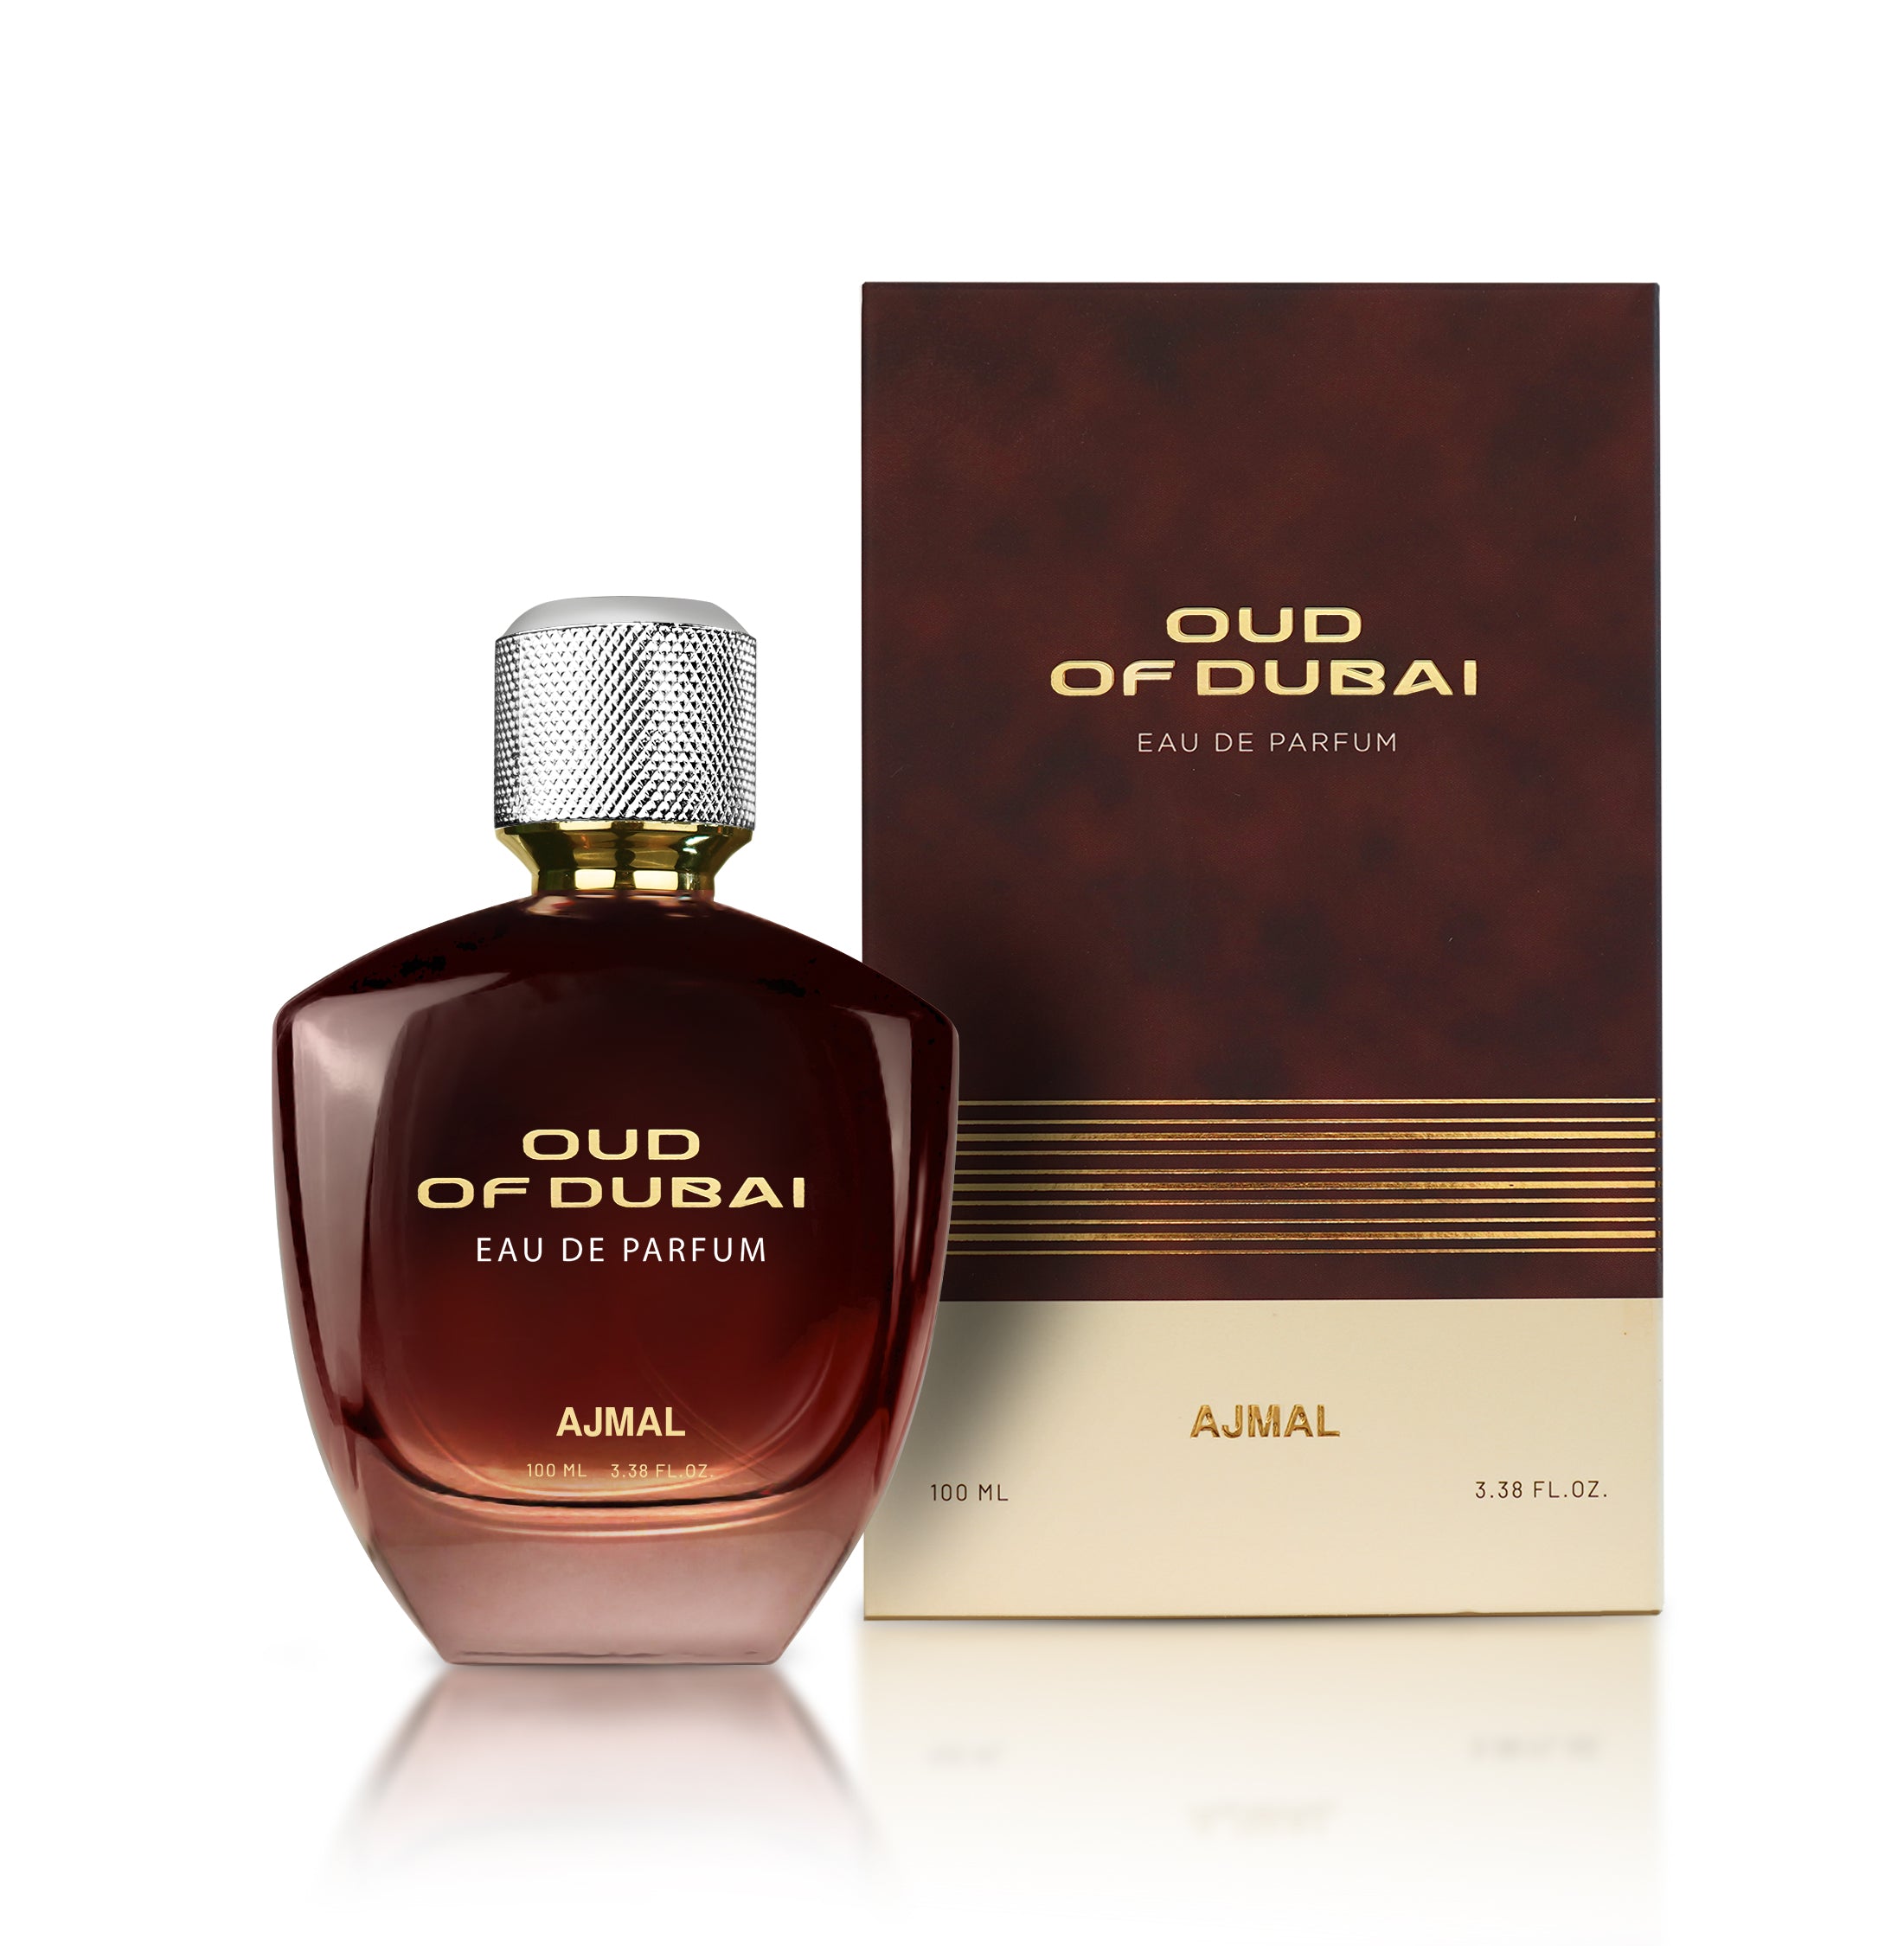 OUD
OF DUBAI
EAU DE PARFUM
AJMAL
100 ML 3.38 FL.OZ.
OUD
OF DUBAI
EAU DE PARFUM
AJMAL
100 ML 3.38 FL.OZ.